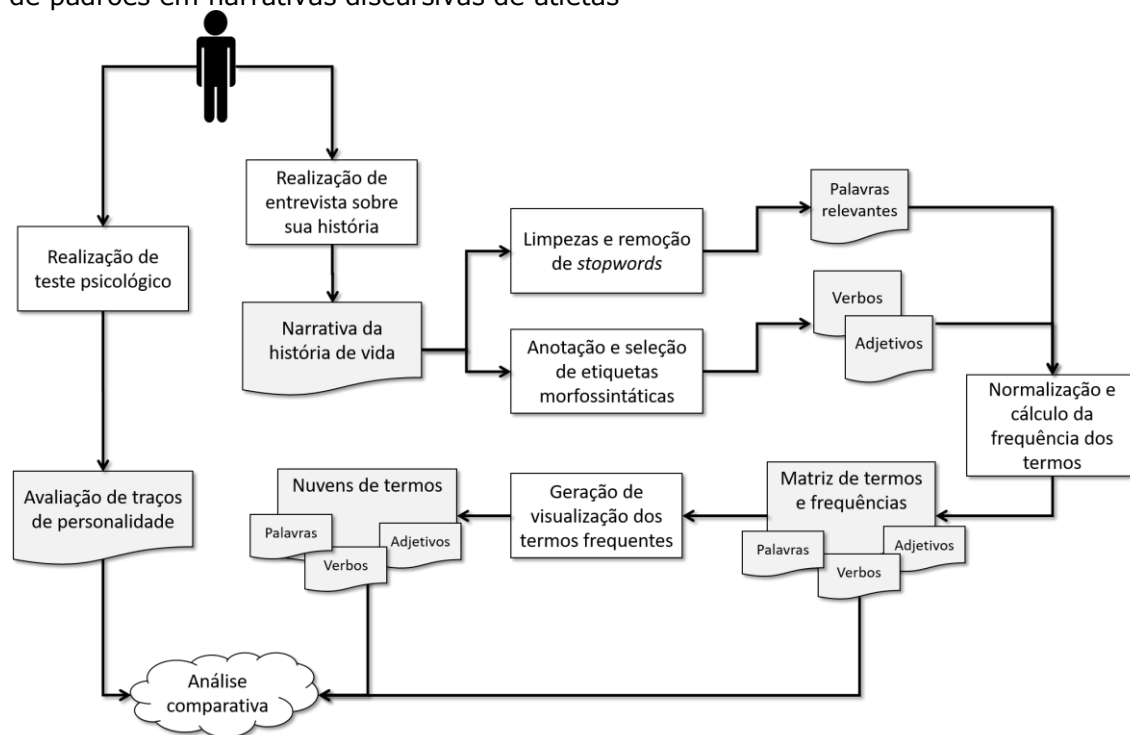 de padrões em narrativas discursivas de atletas
Realização de
entrevista sobre
sua história
Realização de
teste psicológico
Narrativa da
história de vida
Limpezas e remoção
de stopwords
Anotação e seleção
de etiquetas
morfossintáticas
Palavras
relevantes
Verbos
Adjetivos
Normalização e
cálculo da
frequência dos
termos
Matriz de termos
e frequências
Palavras
Verbos
Adjetivos
Geração de
visualização dos
termos frequentes
Nuvens de termos
Palavras
Verbos
Adjetivos
Avaliação de traços
de personalidade
Análise
comparativa